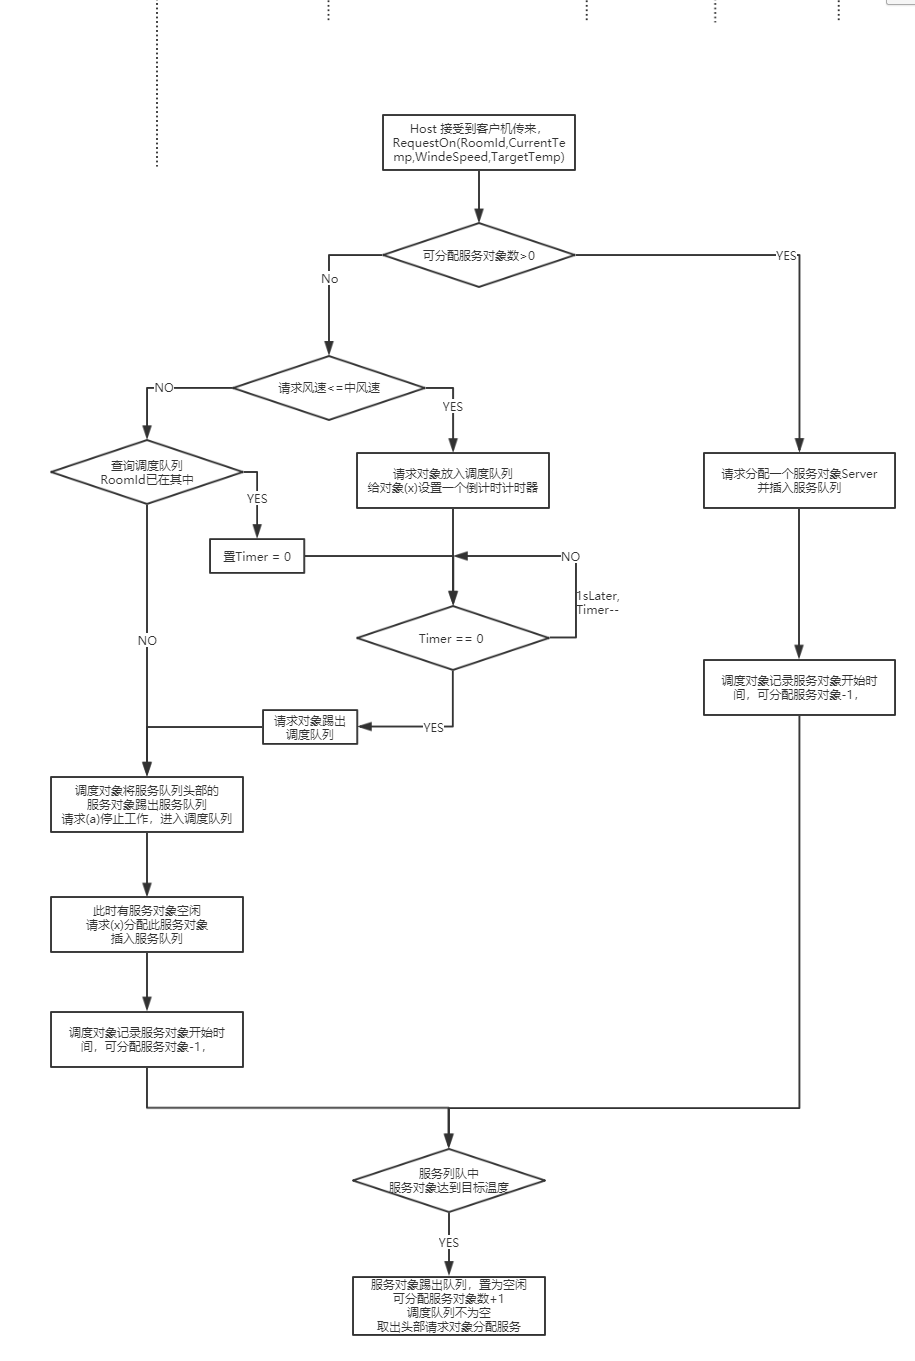 Host 接受到客户机传来，
RequestOn(RoomId,CurrentTe
mp,WindeSpeed,TargetTemp)
可分配服务对象数>0
YES
No
请求风速<=中风速
NO
YES
查询调度队列
RoomId已在其中
请求对象放入调度队列
给对象(x)设置一个倒计时计时器
请求分配一个服务对象Server
并插入服务队列
YES
置Timer = 0
NO
1sLater,
Timer--
Timer == 0
NO
调度对象记录服务对象开始时
间，可分配服务对象-1，
请求对象踢出
调度队列
YES
调度对象将服务队列头部的
服务对象踢出服务队列
请求(a)停止工作，进入调度队列
此时有服务对象空闲
请求(x)分配此服务对象
插入服务队列
调度对象记录服务对象开始时
间，可分配服务对象-1，
服务列队中
服务对象达到目标温度
YES
服务对象踢出队列，置为空闲
可分配服务对象数+1
调度队列不为空
取出头部请求对象分配服务